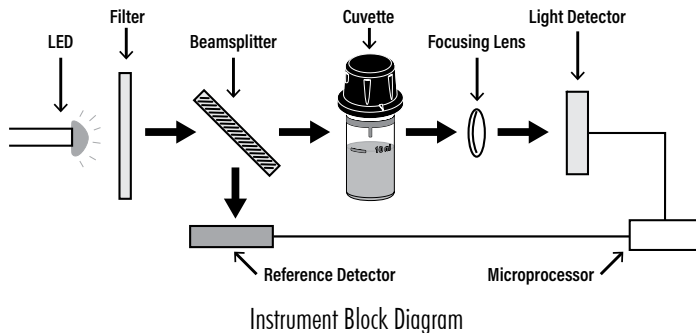 LED
Filter
Beamsplitter
Cuvette
Focusing Lens
Light Detector
10 ml
Reference Detector
Microprocessor
Instrument Block Diagram